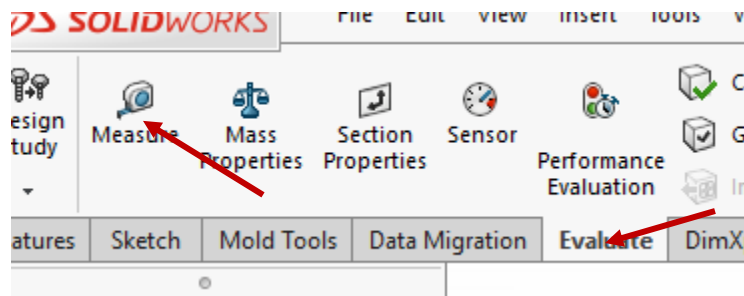 SOLIDWORKS File Edit View Insert Tools
esign Measure Mass Section Sensor Performance
tudy Properties Properties Evaluation
atures Sketch Mold Tools Data Migration Evaluate DimX